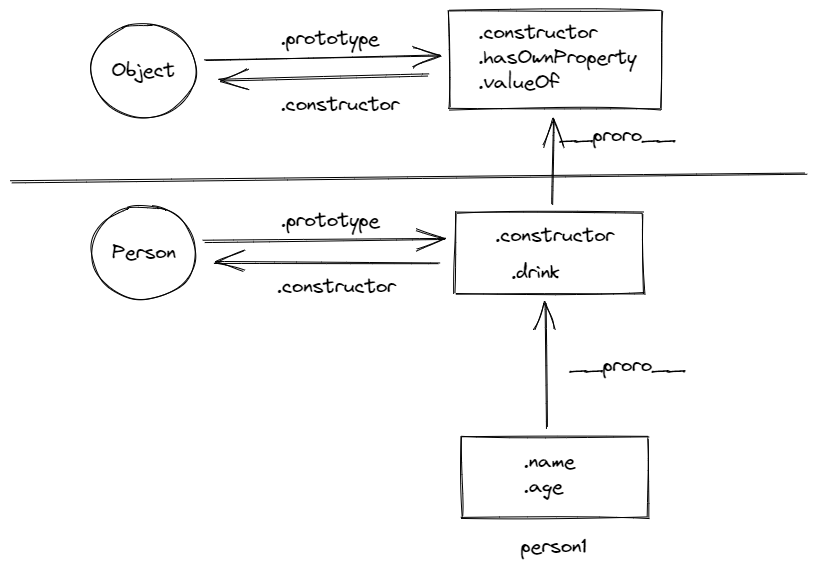 Object
.prototype
.constructor
.constructor
.hasOwnProperty
.valueOf
__proro__
Person
.prototype
.constructor
.constructor
.drink
__proro__
.name
.age
person1